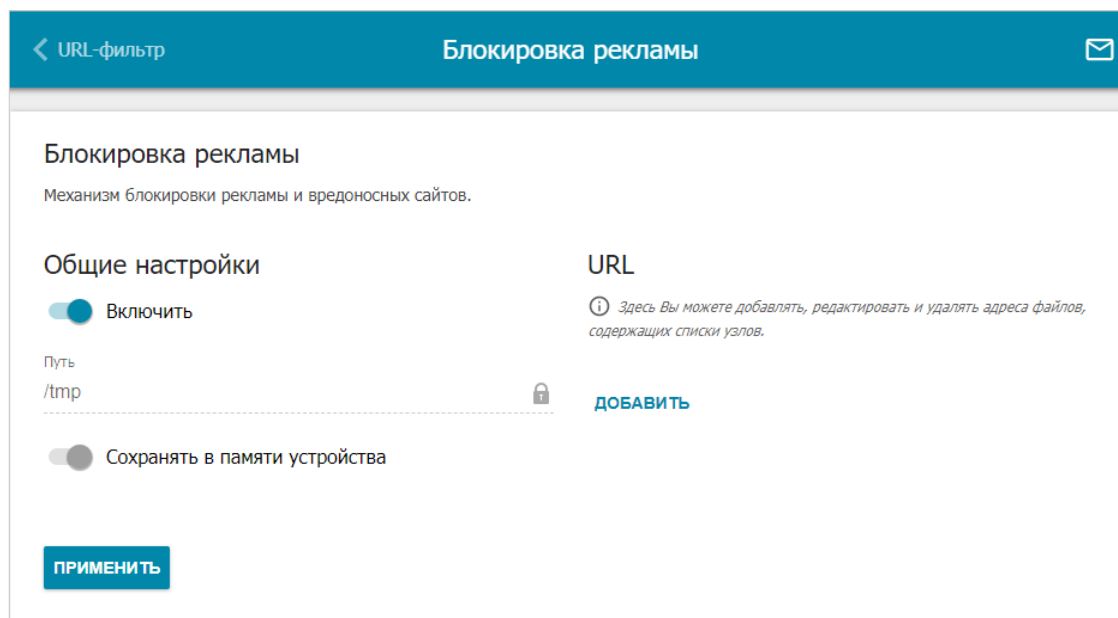 URL-фильтр
Блокировка рекламы
Блокировка рекламы
Механизм блокировки рекламы и вредоносных сайтов.
Общие настройки
Включить
Путь
/tmp
Сохранять в памяти устройства
ПРИМЕНИТЬ
URL
Здесь Вы можете добавлять, редактировать и удалять адреса файлов,
содержащих списки узлов.
ДОБАВИТЬ